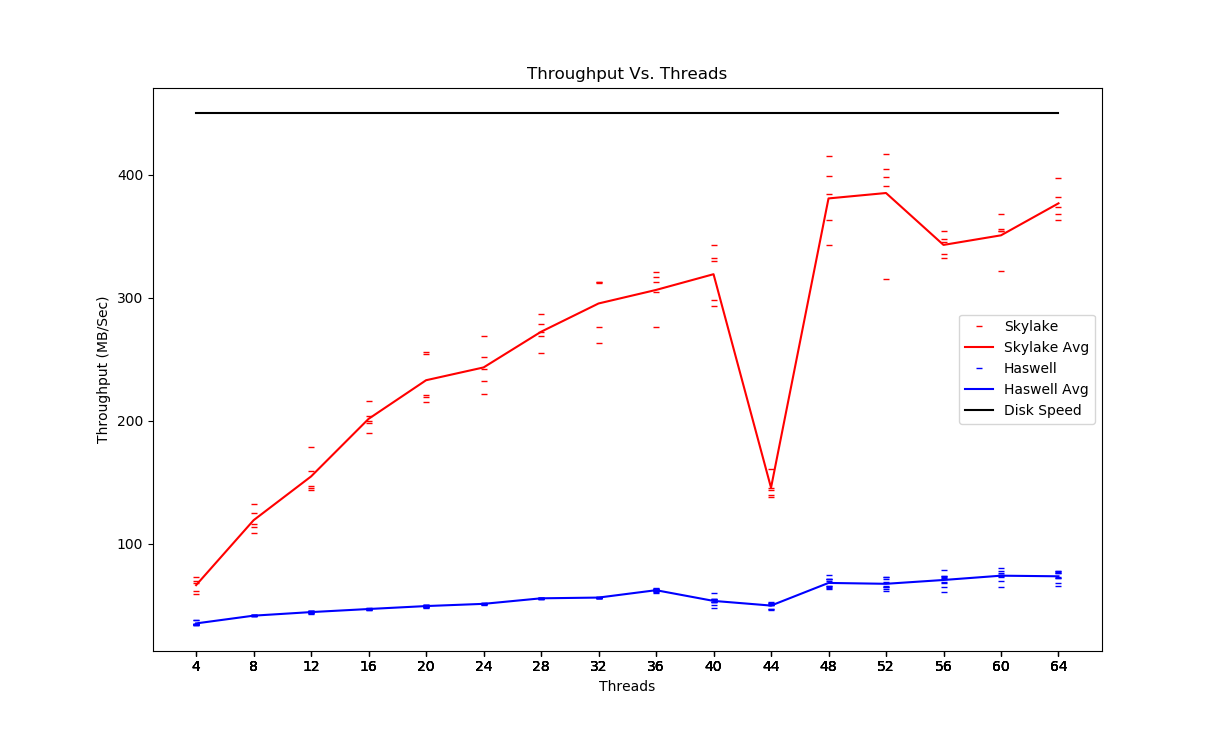 Throughput Vs. Threads
Throughput (MB/Sec)
400
300
200
100
Skylake
Skylake Avg
Haswell
Haswell Avg
Disk Speed
4 8 12 16 20 24 28 32 36 40 44 48 52 56 60 64
Threads